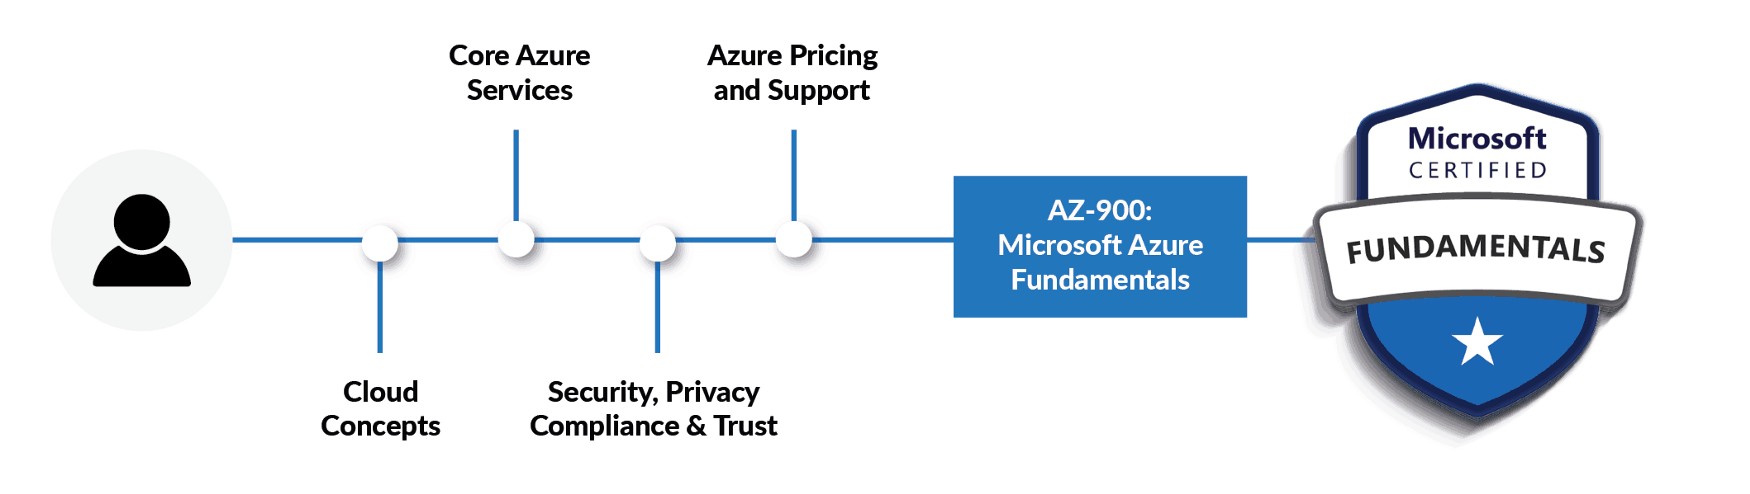 Core Azure
Services
Azure Pricing
and Support
Cloud
Concepts
Security, Privacy
Compliance & Trust
AZ-900:
Microsoft Azure
Fundamentals
Microsoft
CERTIFIED
FUNDAMENTALS